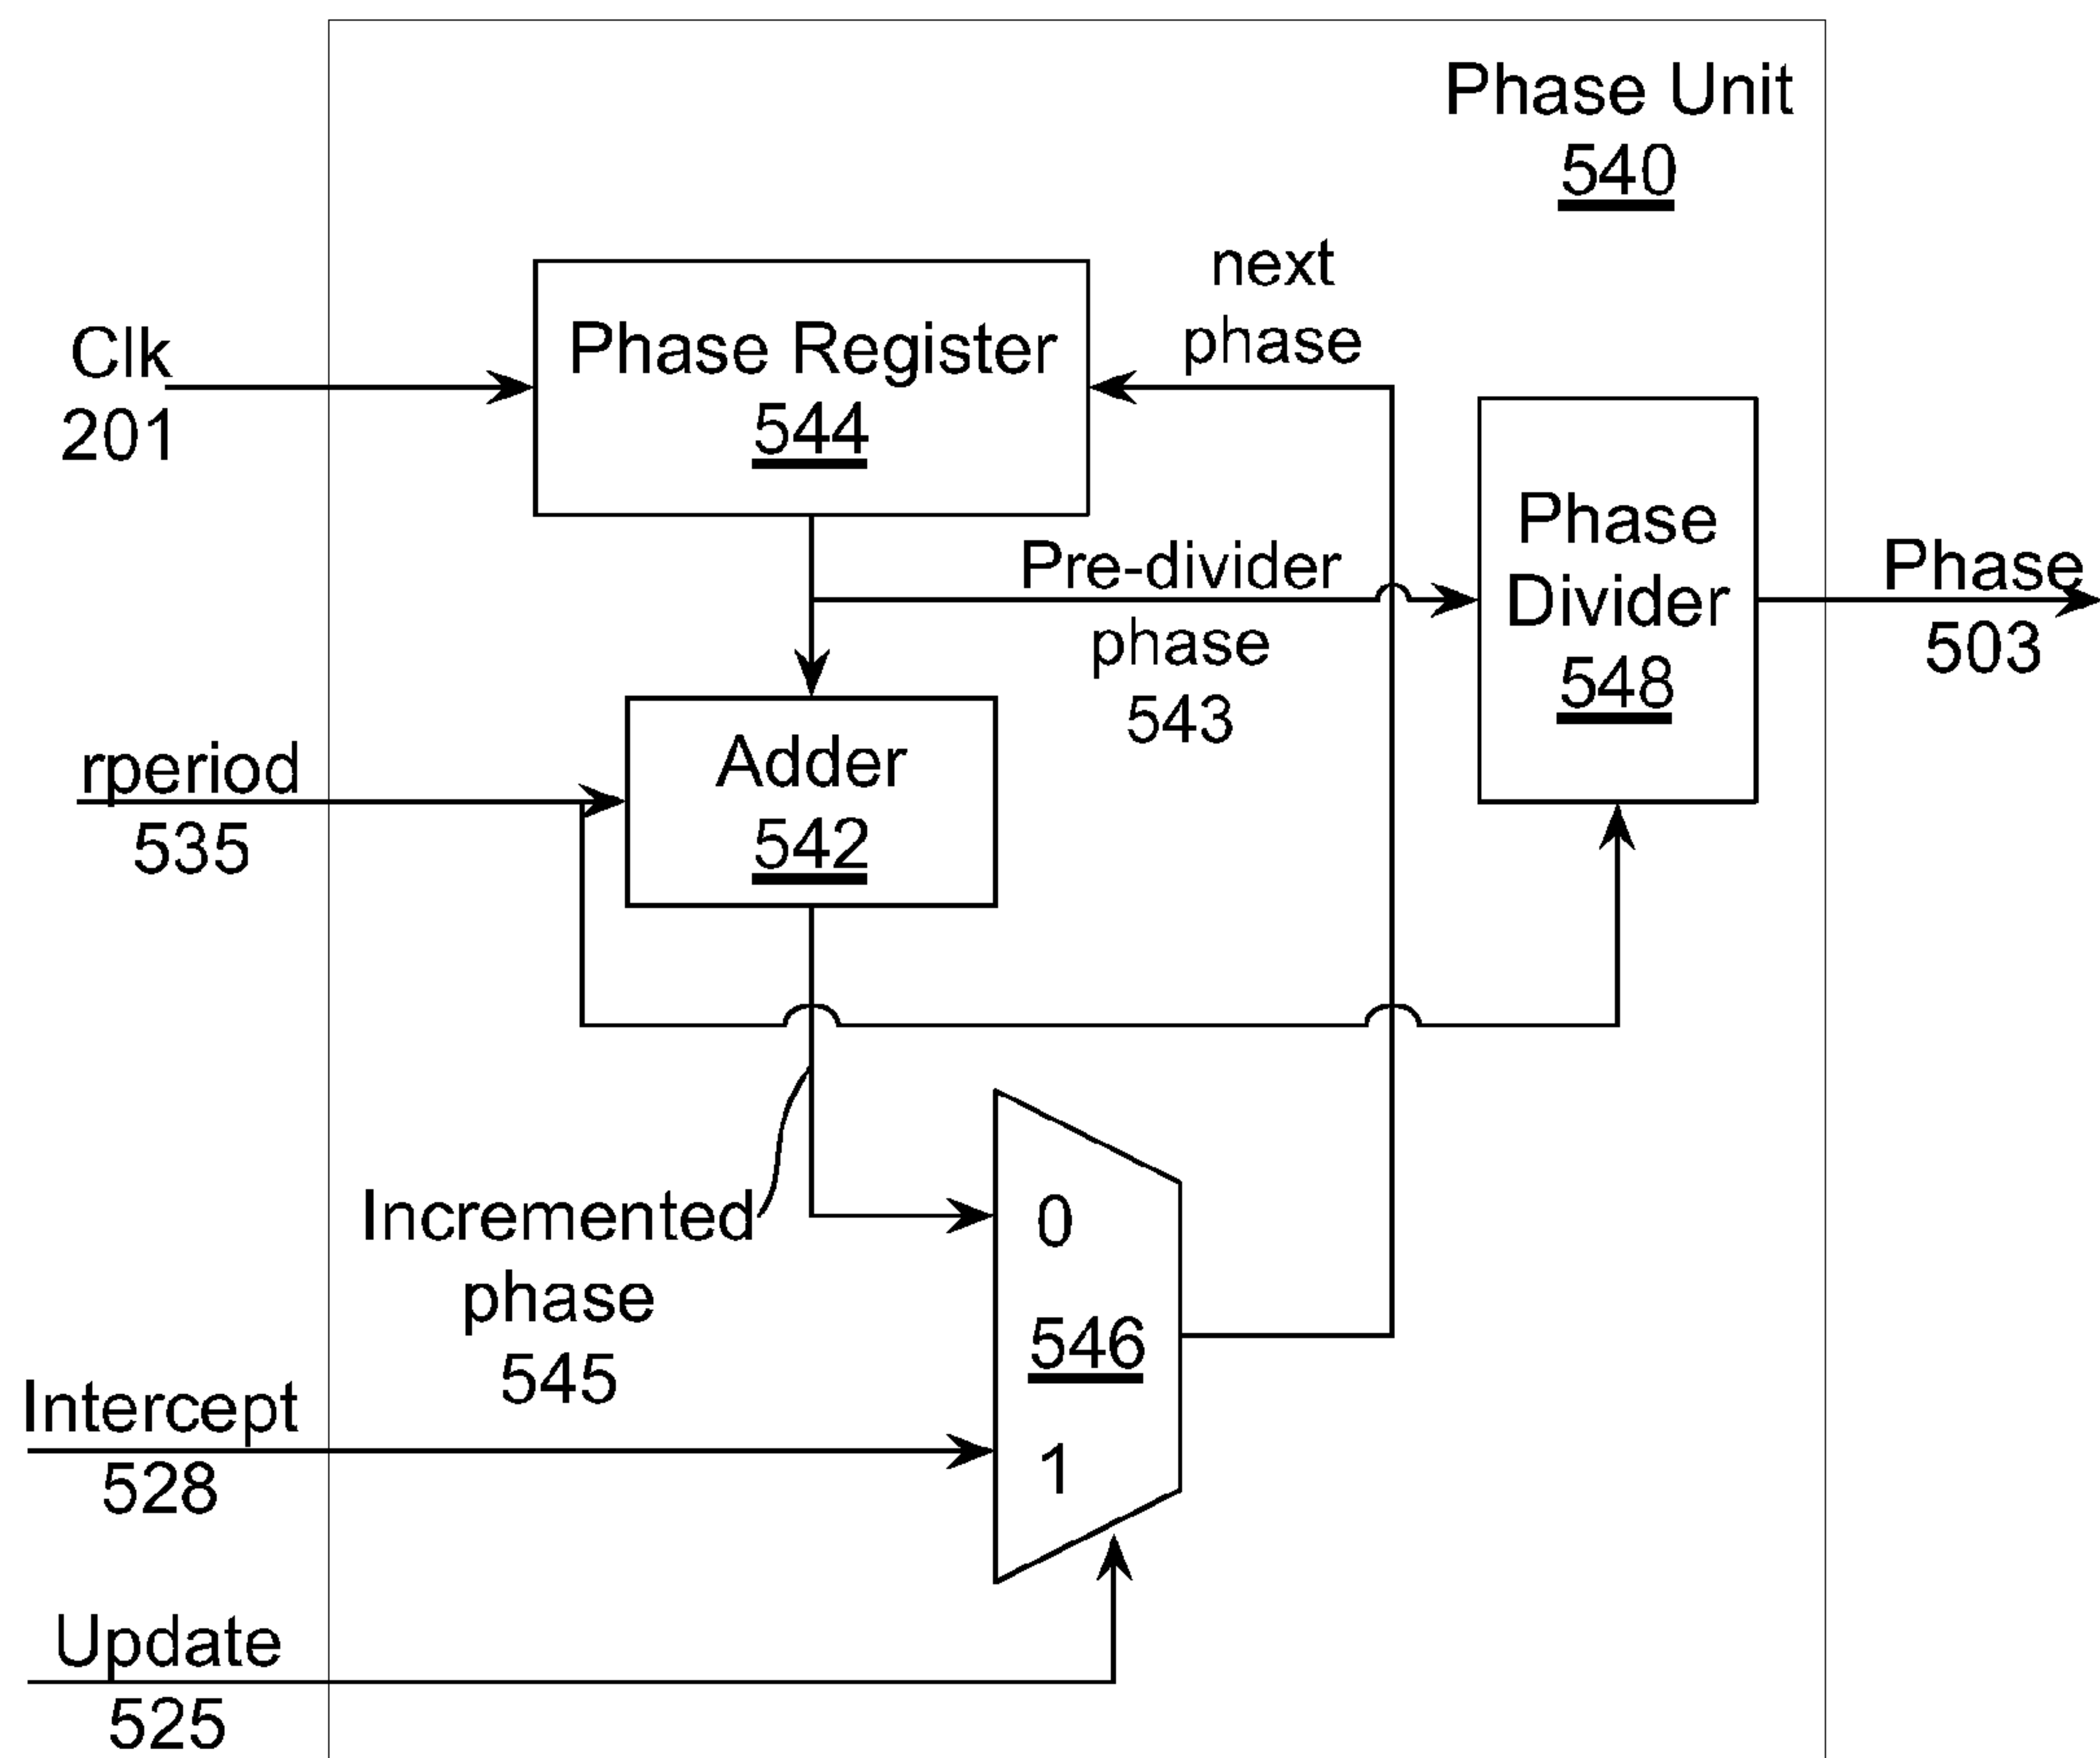 Phase Unit
540
next
phase
Clk
201
Phase Register
544
Phase
Divider
548
Pre-divider
phase
543
Phase
503
rperiod
535
Adder
542
Incremented
phase
545
0
546
1
Intercept
528
Update
525